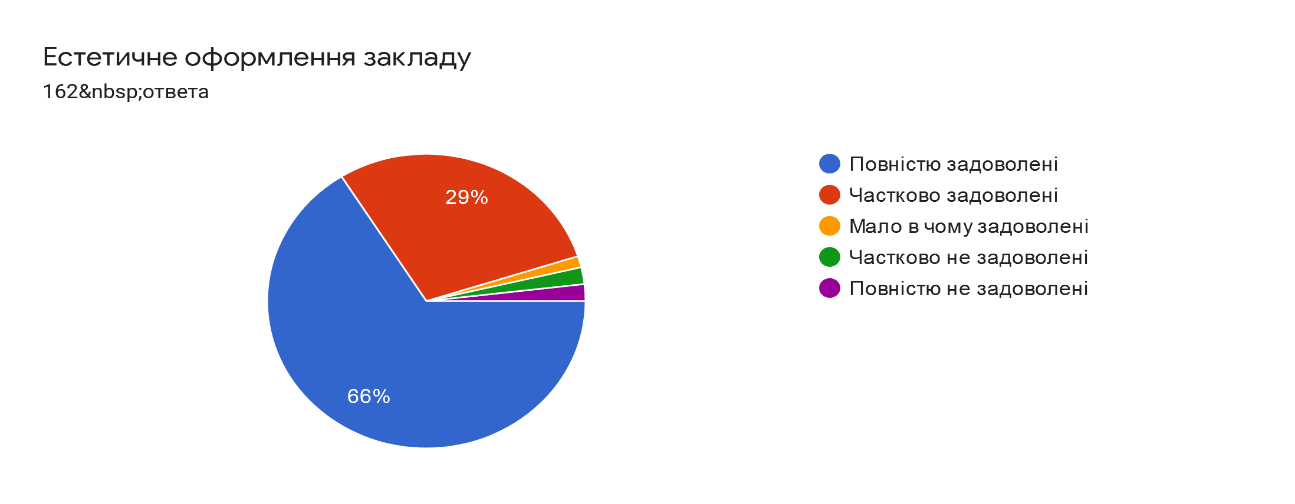 Естетичне оформлення закладу
162&nbsp;ответа
29%
66%
Повністю задоволені
Частково задоволені
Мало в чому задоволені
Частково не задоволені
Повністю не задоволені